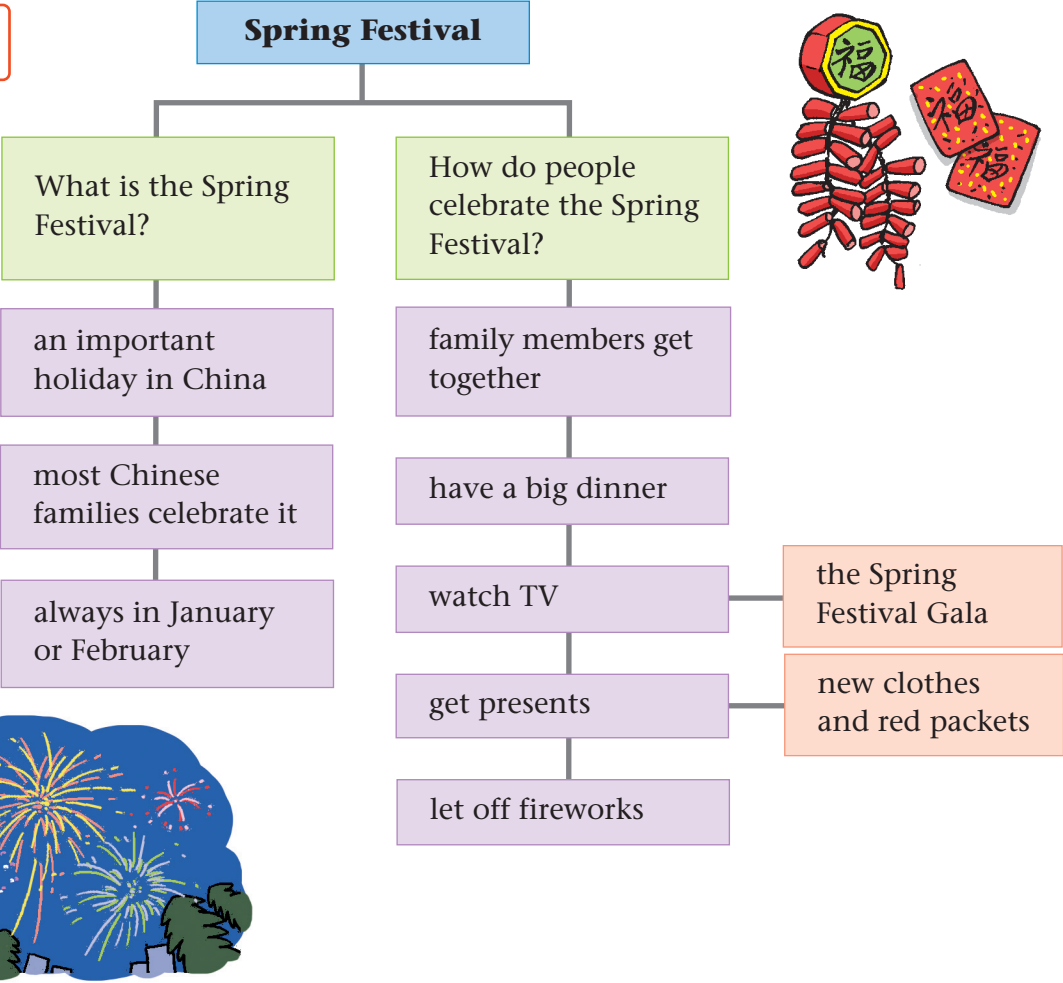 Spring Festival
What is the Spring
Festival?
an important
holiday in China
most Chinese
families celebrate it
always in January
or February
How do people
celebrate the Spring
Festival?
family members get
together
have a big dinner
watch TV
the Spring
Festival Gala
get presents
new clothes
and red packets
let off fireworks
福
福
福